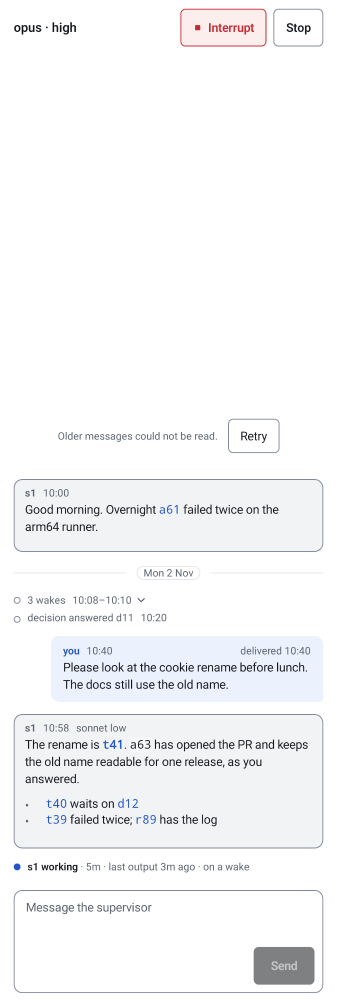 opus · high
Interrupt
Stop
Older messages could not be read.
Retry
s1 10:00
Good morning. Overnight a61 failed twice on the
arm64 runner.
Mon 2 Nov
3 wakes 10:08–10:10
decision answered d11 10:20
you 10:40 delivered 10:40
Please look at the cookie rename before lunch.
The docs still use the old name.
s1 10:58 sonnet low
The rename is t41. a63 has opened the PR and keeps
the old name readable for one release, as you
answered.
• t40 waits on d12
• t39 failed twice; r89 has the log
s1 working · 5m · last output 3m ago · on a wake
Message the supervisor
Send